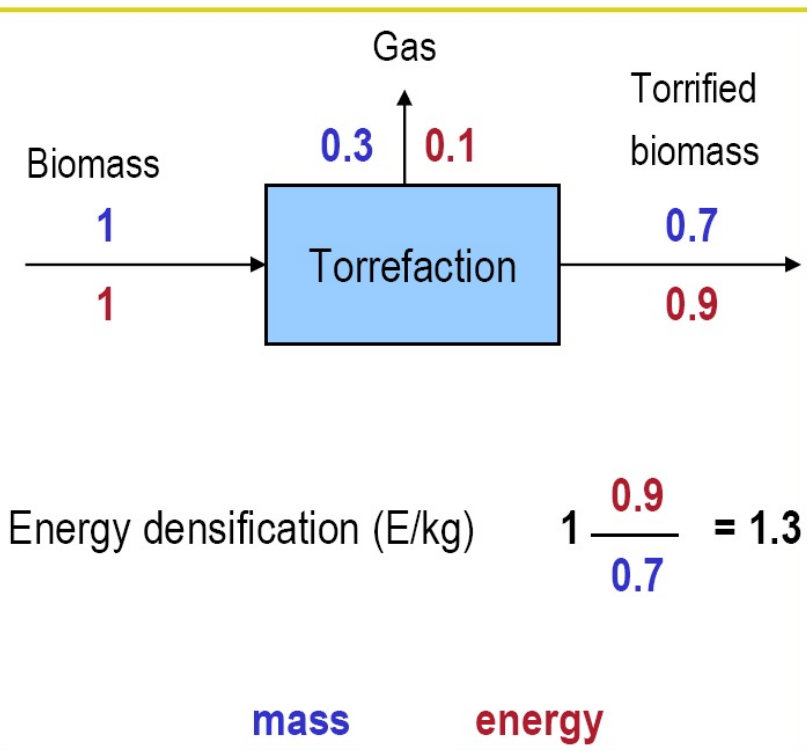 Gas
Torrified
biomass
0.3 0.1
Biomass
1
0.7
Torrefaction
1
0.9
Energy densification (E/kg) 1 0.9 / 0.7 = 1.3
mass energy